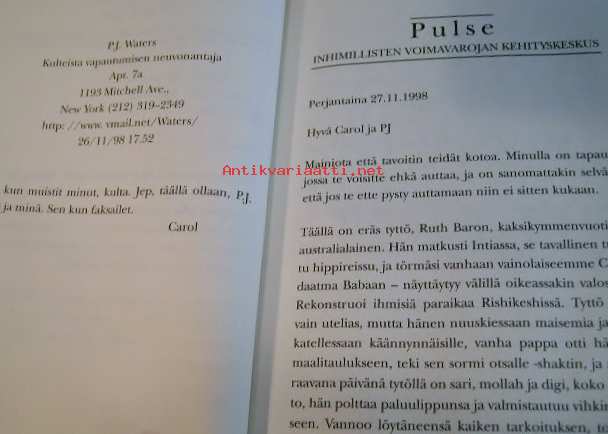 P.J. Waters
Kulteista vapautumisen neuvonantaja
Apt. 7a
1193 Mitchell Ave.,
New York (212) 319–2349
http: //www. vmail.net/Waters/
26/11/98 17.52
kun muistit minut, kulta. Jep, täällä ollaan, P.J.
ja minä. Sen kun faksailet.
Carol
Pulse
INHIMILLISTEN VOIMAVAROJAN KEHITYSKESKUS
Perjantaina 27.11.1998
Hyvä Carol ja PJ
Mainiota että tavoitin teidät kotoa. Minulla on tapau
jossa te voisitte ehkä auttaa, ja on sanomattakin selvä
että jos te ette pysty auttamaan niin ei sitten kukaan.
Täällä on eräs tyttö, Ruth Baron, kaksikymmenvuoti
australialainen. Hän matkusti Intiassa, se tavallinen tu
tu hippireissu, ja törmäsi vanhaan vainolaiseemme C
daatma Babaan – näyttäytyy välillä oikeassakin valos
Rekonstruoi ihmisiä paraikaa Rishikeshissä. Tyttö
vain utelias, mutta hänen nuuskiessaan maisemia ja
katellessaan käännynnäisille, vanha pappa otti hä
maalitaulukseen, teki sen sormi otsalle -shaktin, ja
raavana päivänä tytöllä on sari, mollah ja digi, koko
to, hän polttaa paluulippunsa ja valmistautuu vihkim
seen. Vannoo löytäneensä kaiken tarkoituksen, to
Antikvariaatti.net